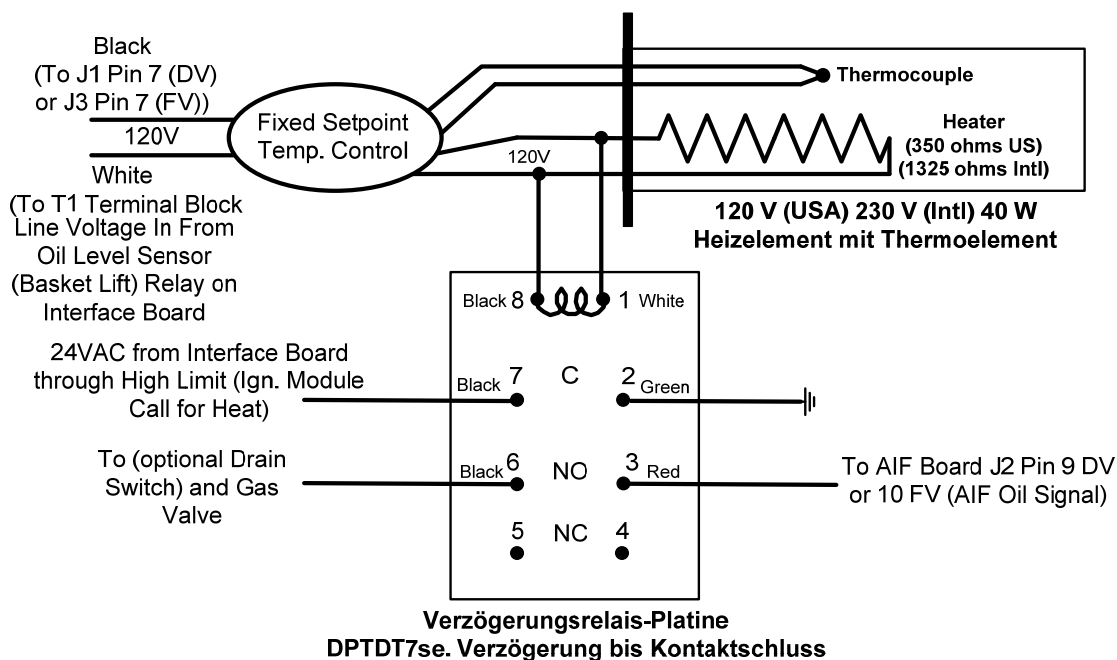 Black
(To J1 Pin 7 (DV)
or J3 Pin 7 (FV))
120V
White
(To T1 Terminal Block
Line Voltage In From
Oil Level Sensor
(Basket Lift) Relay on
Interface Board
Fixed Setpoint
Temp. Control
120V
Thermocouple
Heater
(350 ohms US)
(1325 ohms Intl)
120 V (USA) 230 V (Intl) 40 W
Heizelement mit Thermoelement
Black 8 1 White
24VAC from Interface Board
through High Limit (Ign. Module
Call for Heat)
Black 7 C 2 Green
To (optional Drain
Switch) and Gas
Valve
Black 6 NO 3 Red
To AIF Board J2 Pin 9 DV
or 10 FV (AIF Oil Signal)
5 NC 4
Verzögerungsrelais-Platine
DPTDT7se. Verzögerung bis Kontaktschluss